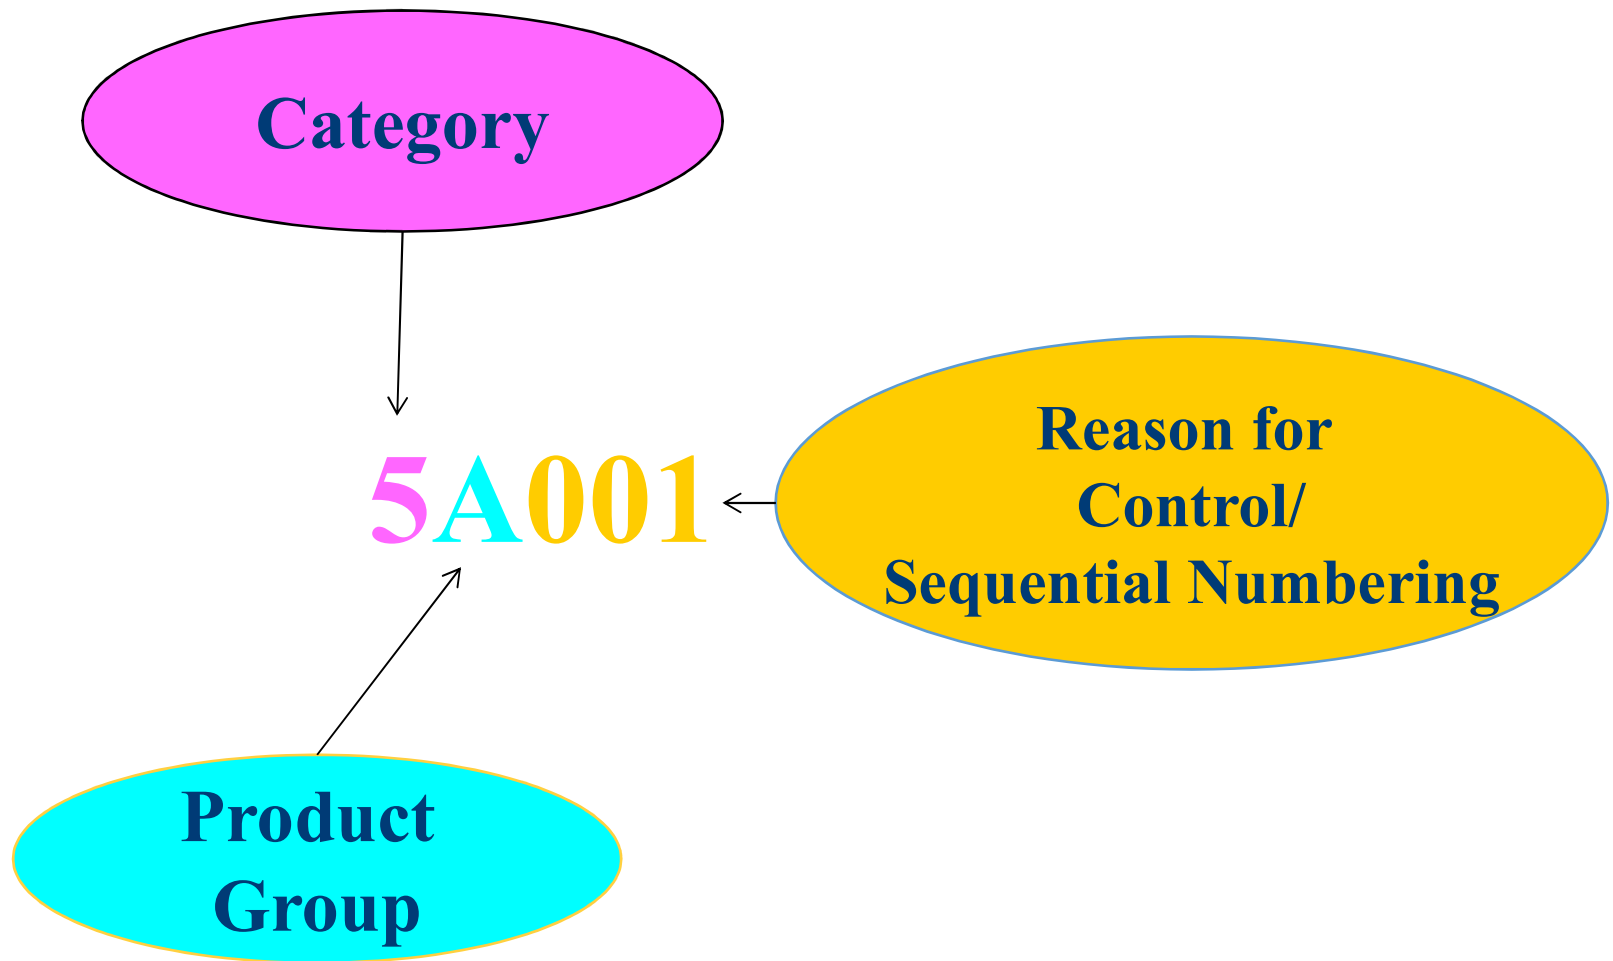 Category
5A001
Reason for
Control/
Sequential Numbering
Product
Group